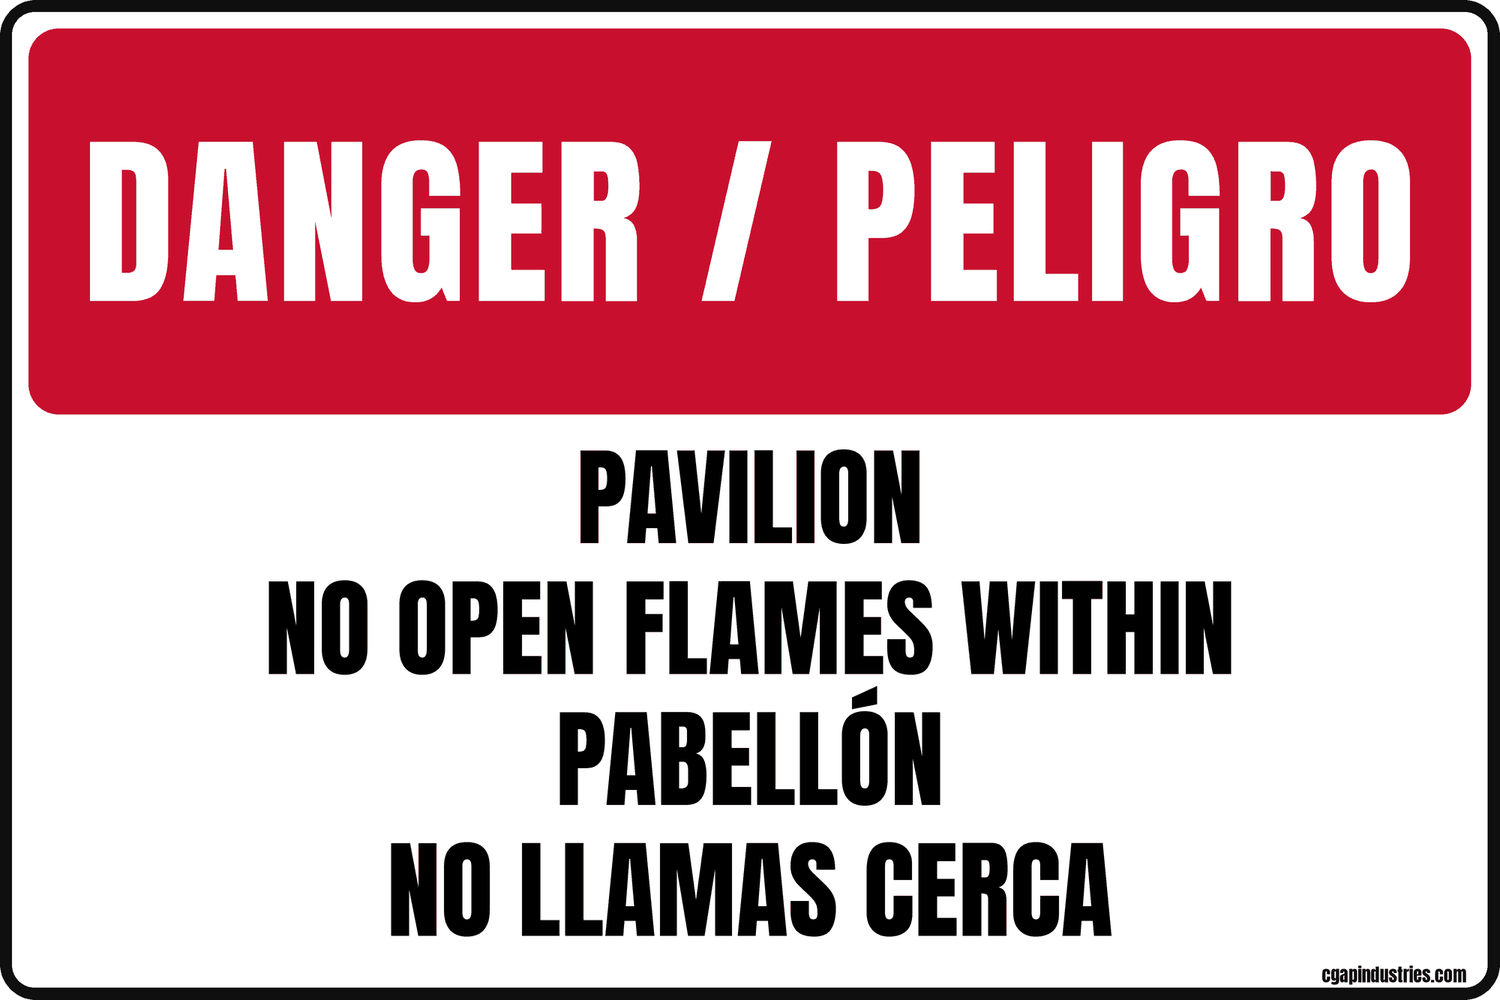 DANGER / PELIGRO
PAVILION
NO OPEN FLAMES WITHIN
PABELLÓN
NO LLAMAS CERCA
cgapindustries.com